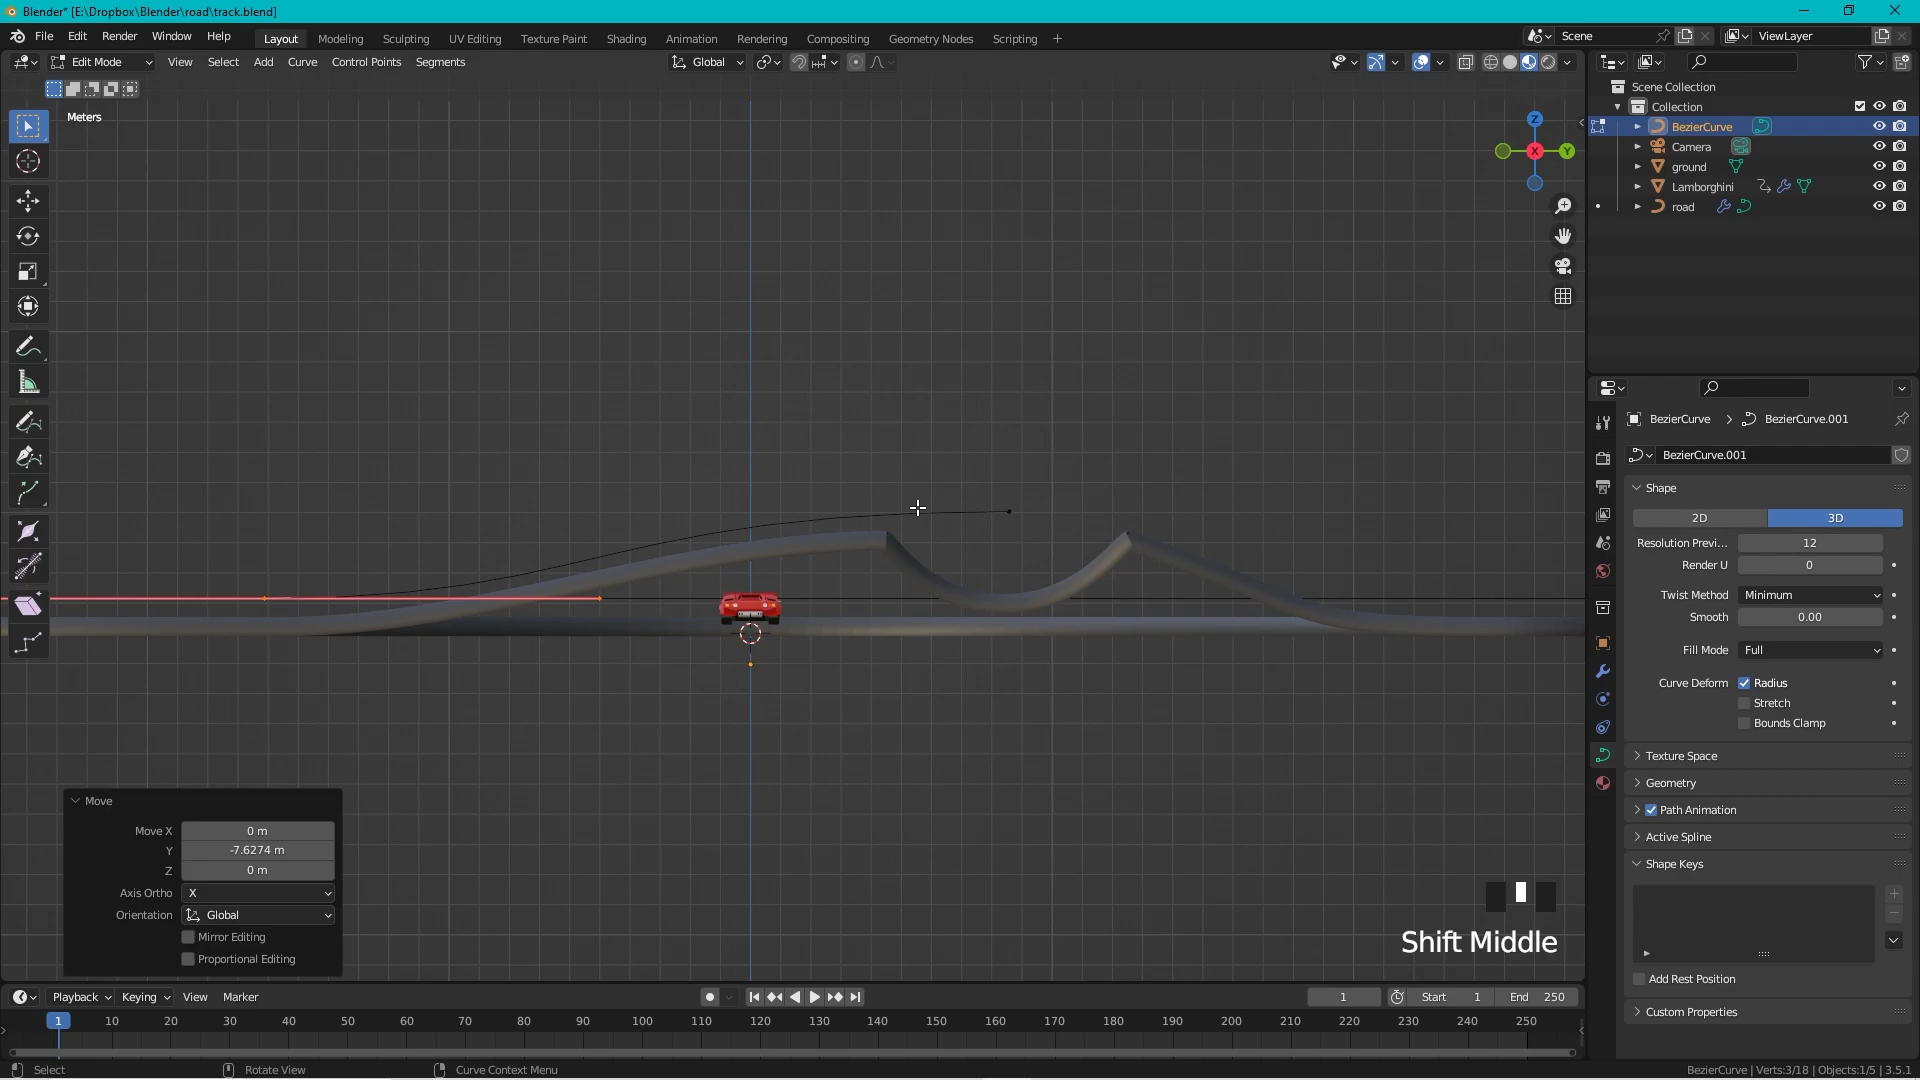 Blender* [E:\Dropbox\Blender\road\track.blend]
File Edit Render Window Help Layout Modeling Sculpting UV Editing Texture Paint Shading Animation Rendering Compositing Geometry Nodes Scripting + Scene ViewLayer
Edit Mode View Select Add Curve Control Points Segments Global
Meters
Z
X Y
Scene Collection
Collection
BezierCurve
Camera
ground
Lamborghini
road
BezierCurve > BezierCurve.001
BezierCurve.001
Shape
2D 3D
Resolution Previ... 12
Render U 0
Twist Method Minimum
Smooth 0.00
Fill Mode Full
Curve Deform Radius
Stretch
Bounds Clamp
Texture Space
Geometry
Path Animation
Active Spline
Shape Keys
Add Rest Position
Custom Properties
Move
Move X 0 m
Y -7.6274 m
Z 0 m
Axis Ortho X
Orientation Global
Mirror Editing
Proportional Editing
Shift Middle
Playback Keying View Marker 1 Start 1 End 250
1 10 20 30 40 50 60 70 80 90 100 110 120 130 140 150 160 170 180 190 200 210 220 230 240 250
Select Rotate View Curve Context Menu BezierCurve | Verts:3/18 | Objects:1/5 | 3.5.1